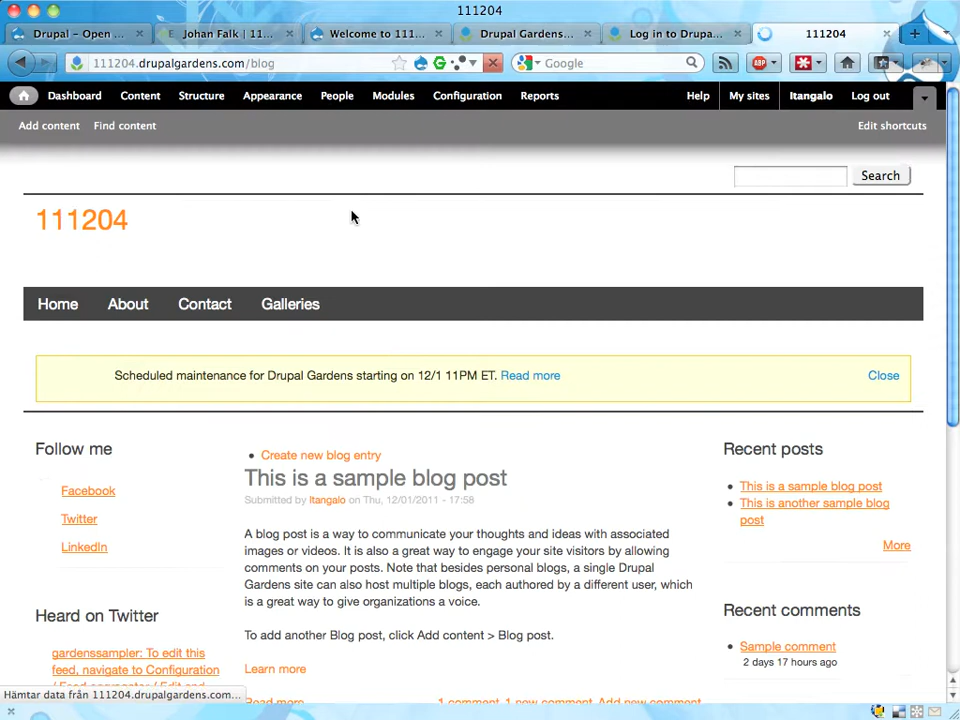 111204
Drupal – Open ...
Johan Falk | 11...
Welcome to 111...
Drupal Gardens...
Log in to Drupa...
111204
111204.drupalgardens.com/blog
Google
ABP
Dashboard Content Structure Appearance People Modules Configuration Reports Help My sites Itangalo Log out
Add content Find content Edit shortcuts
Search
111204
Home About Contact Galleries
Scheduled maintenance for Drupal Gardens starting on 12/1 11PM ET. Read more Close
Follow me
Facebook
Twitter
LinkedIn
Heard on Twitter
gardenssampler: To edit this
feed, navigate to Configuration
Create new blog entry
This is a sample blog post
Submitted by Itangalo on Thu, 12/01/2011 - 17:58
A blog post is a way to communicate your thoughts and ideas with associated
images or videos. It is also a great way to engage your site visitors by allowing
comments on your posts. Note that besides personal blogs, a single Drupal
Gardens site can also host multiple blogs, each authored by a different user, which
is a great way to give organizations a voice.
To add another Blog post, click Add content > Blog post.
Learn more
Read more
1 comment 1 new comment Add new comment
Recent posts
This is a sample blog post
This is another sample blog
post
More
Recent comments
Sample comment
2 days 17 hours ago
Hämtar data från 111204.drupalgardens.com...